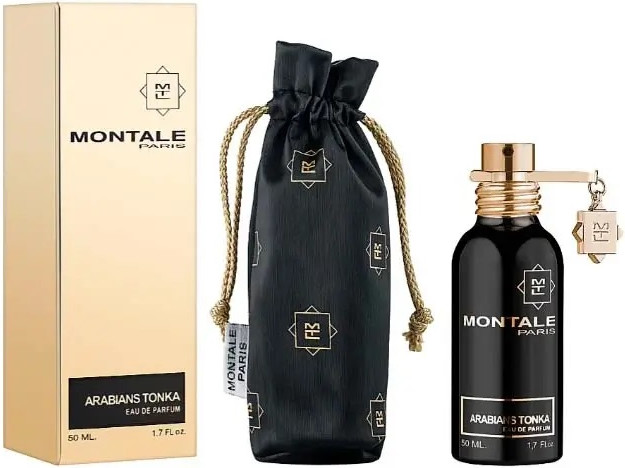 MONTALE
PARIS
ARABIANS TONKA
EAU DE PARFUM
50 ML. 1.7 FL oz.
MONTALE
PARIS
MONTALE
PARIS
ARABIANS TONKA
EAU DE PARFUM
50 ML. 1,7 FL oz.